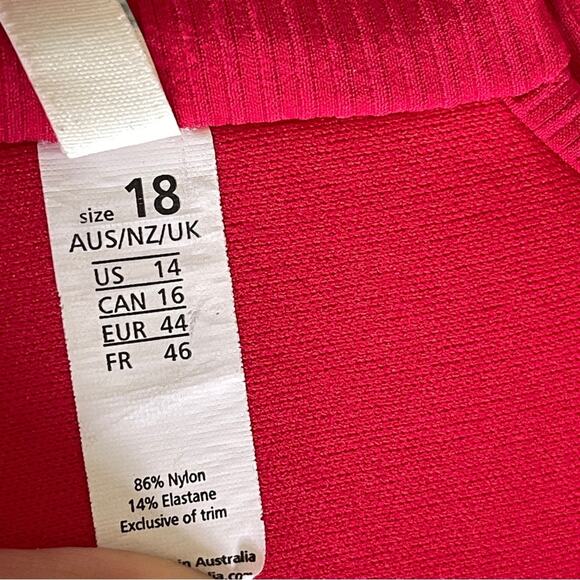 size 18
AUS/NZ/UK
US 14
CAN 16
EUR 44
FR 46
86% Nylon
14% Elastane
Exclusive of trim
in Australia